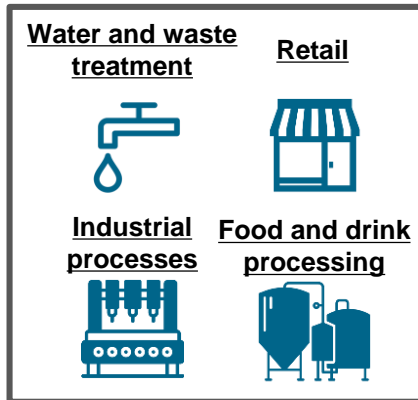 Water and waste
treatment
Retail
Industrial
processes
Food and drink
processing